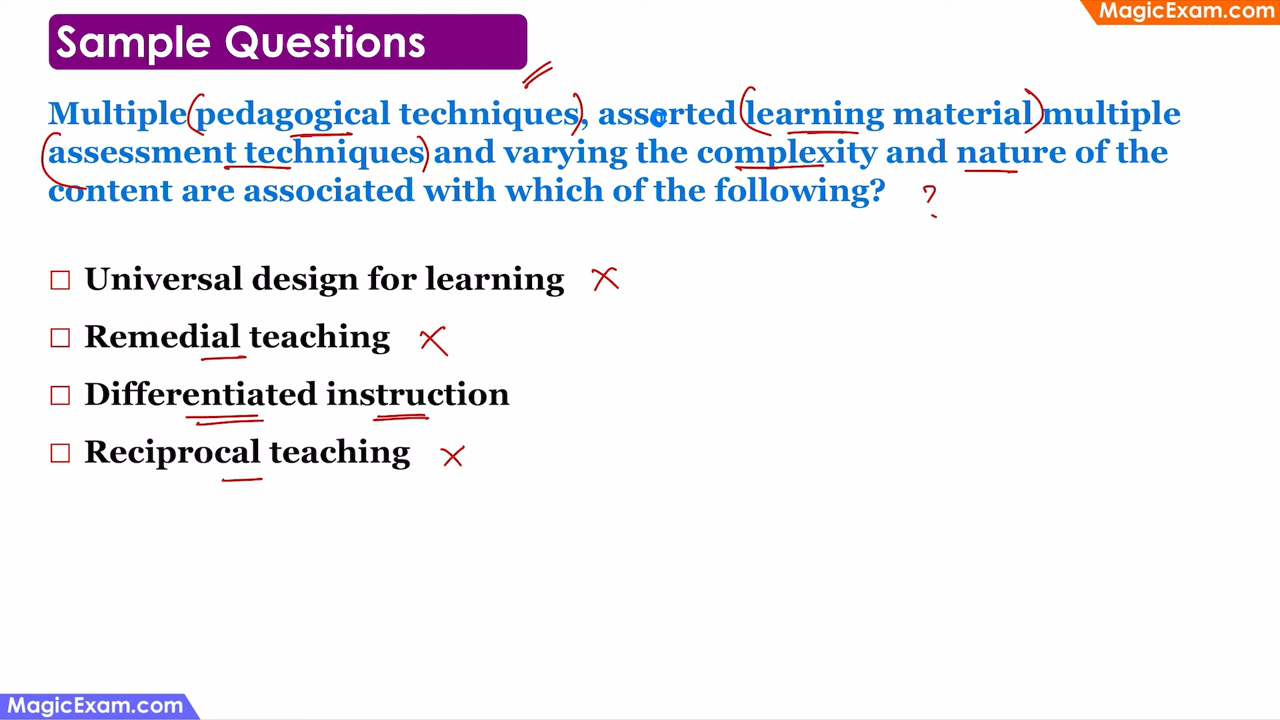 MagicExam.com
Sample Questions
Multiple pedagogical techniques, asserted learning material multiple
assessment techniques and varying the complexity and nature of the
content are associated with which of the following? ?
Universal design for learning
Remedial teaching
Differentiated instruction
Reciprocal teaching
MagicExam.com